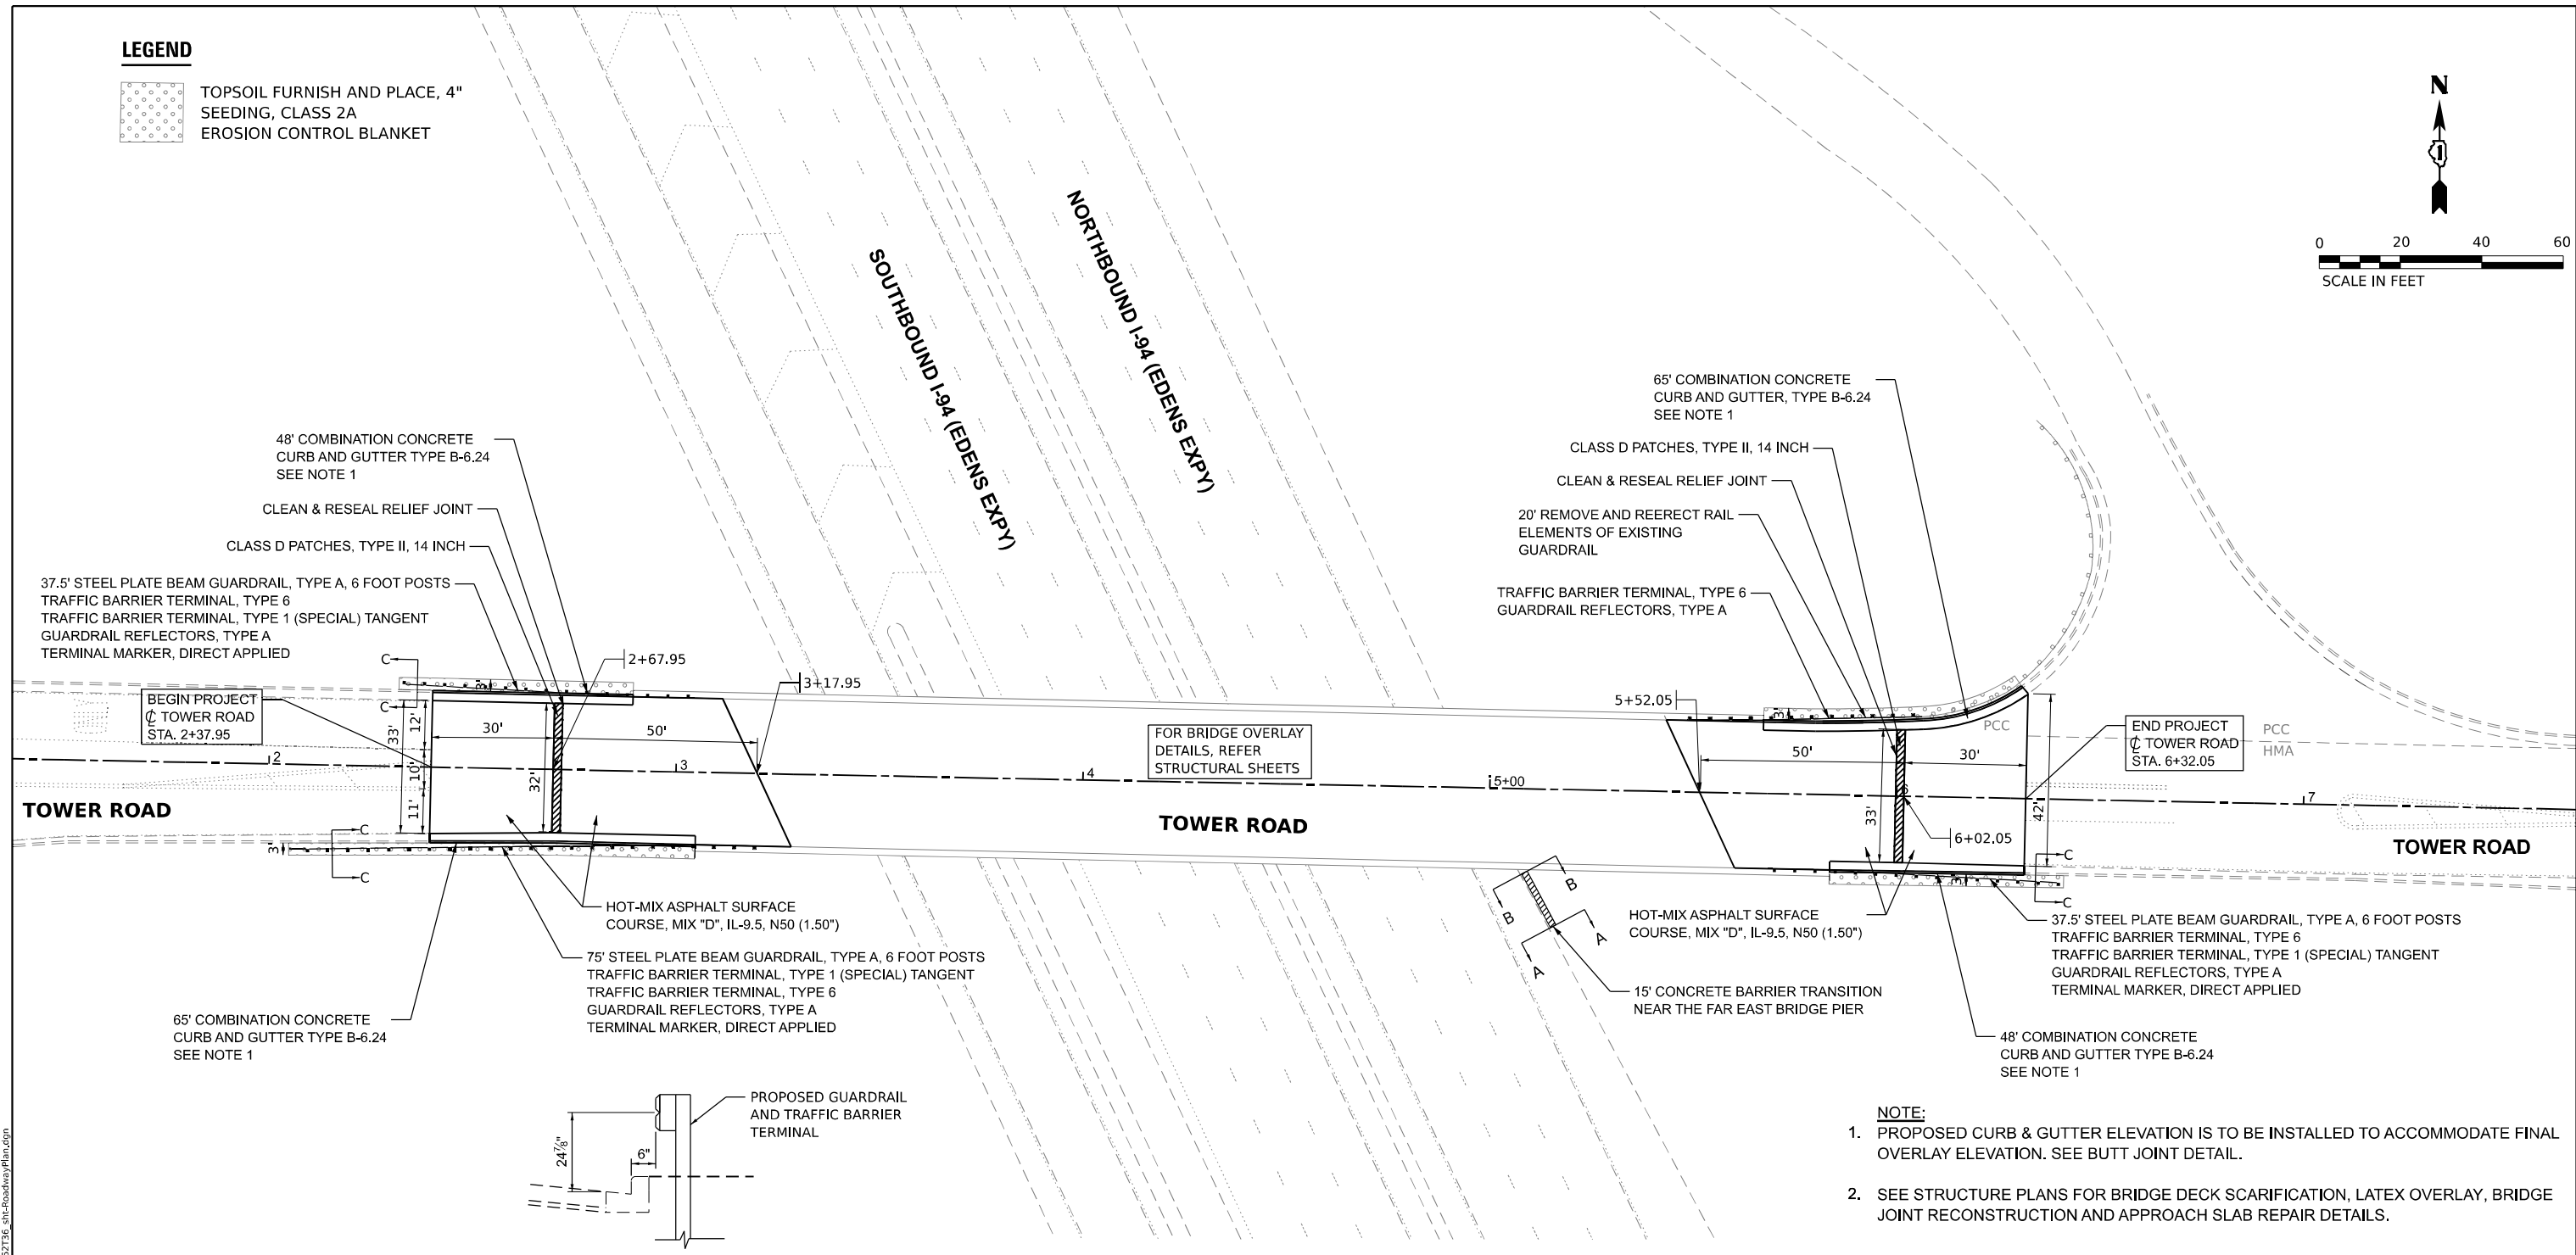 LEGEND
TOPSOIL FURNISH AND PLACE, 4"
SEEDING, CLASS 2A
EROSION CONTROL BLANKET
N
1
0 20 40 60
SCALE IN FEET
SOUTHBOUND I-94 (EDENS EXPY)
NORTHBOUND I-94 (EDENS EXPY)
48' COMBINATION CONCRETE
CURB AND GUTTER TYPE B-6.24
SEE NOTE 1
CLEAN & RESEAL RELIEF JOINT
CLASS D PATCHES, TYPE II, 14 INCH
37.5' STEEL PLATE BEAM GUARDRAIL, TYPE A, 6 FOOT POSTS
TRAFFIC BARRIER TERMINAL, TYPE 6
TRAFFIC BARRIER TERMINAL, TYPE 1 (SPECIAL) TANGENT
GUARDRAIL REFLECTORS, TYPE A
TERMINAL MARKER, DIRECT APPLIED
65' COMBINATION CONCRETE
CURB AND GUTTER, TYPE B-6.24
SEE NOTE 1
CLASS D PATCHES, TYPE II, 14 INCH
CLEAN & RESEAL RELIEF JOINT
20' REMOVE AND REERECT RAIL
ELEMENTS OF EXISTING
GUARDRAIL
TRAFFIC BARRIER TERMINAL, TYPE 6
GUARDRAIL REFLECTORS, TYPE A
C
C
BEGIN PROJECT
℄ TOWER ROAD
STA. 2+37.95
2+67.95
3+17.95
5+52.05
6+02.05
3'
33'
12'
10'
11'
30'
50'
32'
3'
C
C
2
3
4
5+00
6
7
FOR BRIDGE OVERLAY
DETAILS, REFER
STRUCTURAL SHEETS
3'
50'
30'
33'
42'
3'
PCC
PCC
HMA
END PROJECT
℄ TOWER ROAD
STA. 6+32.05
C
C
TOWER ROAD
TOWER ROAD
TOWER ROAD
B
B
A
A
HOT-MIX ASPHALT SURFACE
COURSE, MIX "D", IL-9.5, N50 (1.50")
75' STEEL PLATE BEAM GUARDRAIL, TYPE A, 6 FOOT POSTS
TRAFFIC BARRIER TERMINAL, TYPE 1 (SPECIAL) TANGENT
TRAFFIC BARRIER TERMINAL, TYPE 6
GUARDRAIL REFLECTORS, TYPE A
TERMINAL MARKER, DIRECT APPLIED
65' COMBINATION CONCRETE
CURB AND GUTTER TYPE B-6.24
SEE NOTE 1
HOT-MIX ASPHALT SURFACE
COURSE, MIX "D", IL-9.5, N50 (1.50")
15' CONCRETE BARRIER TRANSITION
NEAR THE FAR EAST BRIDGE PIER
37.5' STEEL PLATE BEAM GUARDRAIL, TYPE A, 6 FOOT POSTS
TRAFFIC BARRIER TERMINAL, TYPE 6
TRAFFIC BARRIER TERMINAL, TYPE 1 (SPECIAL) TANGENT
GUARDRAIL REFLECTORS, TYPE A
TERMINAL MARKER, DIRECT APPLIED
48' COMBINATION CONCRETE
CURB AND GUTTER TYPE B-6.24
SEE NOTE 1
PROPOSED GUARDRAIL
AND TRAFFIC BARRIER
TERMINAL
24⅞"
6"
NOTE:
1. PROPOSED CURB & GUTTER ELEVATION IS TO BE INSTALLED TO ACCOMMODATE FINAL
OVERLAY ELEVATION. SEE BUTT JOINT DETAIL.
2. SEE STRUCTURE PLANS FOR BRIDGE DECK SCARIFICATION, LATEX OVERLAY, BRIDGE
JOINT RECONSTRUCTION AND APPROACH SLAB REPAIR DETAILS.
62T36_sht-RoadwayPlan.dgn